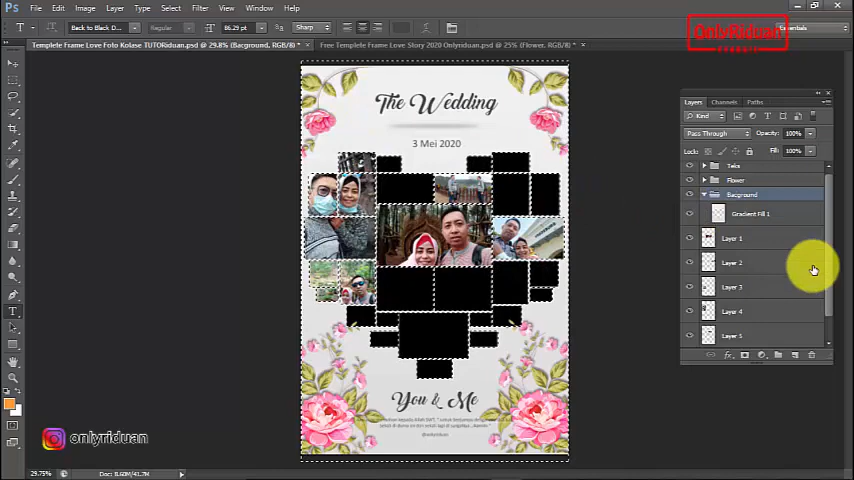 Ps File Edit Image Layer Type Select Filter View Window Help
OnlyRiduan
T Back to Black D... Regular T 86.29 pt aa Sharp Essentials
Templete Frame Love Foto Kolase TUTORiduan.psd @ 29.8% (Bacground, RGB/8) * × Free Templete Frame Love Story 2020 Onlyriduan.psd @ 25% (Flower, RGB/8) * ×
The Wedding
3 Mei 2020
You & Me
@onlyriduan
Layers Channels Paths
Kind
Pass Through Opacity: 100%
Lock: Fill: 100%
Teks
Flower
Bacground
Gradient Fill 1
Layer 1
Layer 2
Layer 3
Layer 4
Layer 5
fx
onlyriduan
29.75% Doc: 8.60M/41.7M